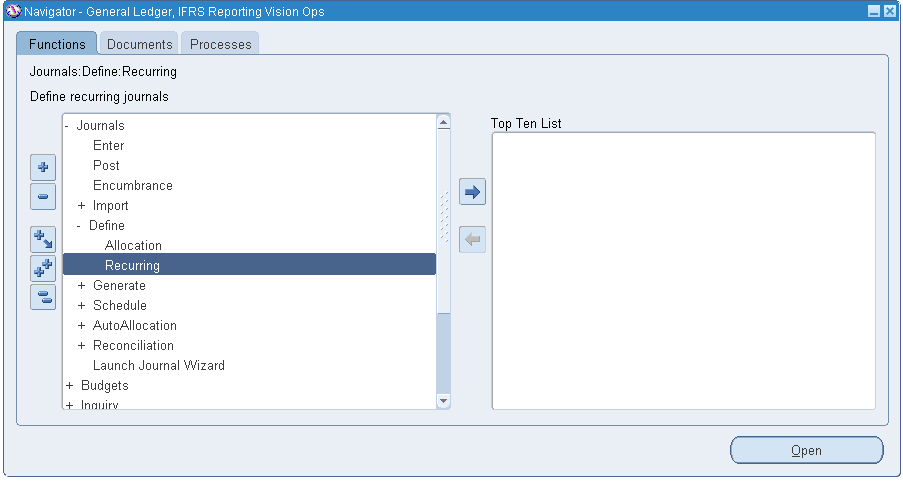 Navigator - General Ledger, IFRS Reporting Vision Ops
Functions Documents Processes
Journals:Define:Recurring
Define recurring journals
Top Ten List
- Journals
Enter
Post
Encumbrance
+ Import
- Define
Allocation
Recurring
+ Generate
+ Schedule
+ AutoAllocation
+ Reconciliation
Launch Journal Wizard
+ Budgets
+ Inquiry
Open